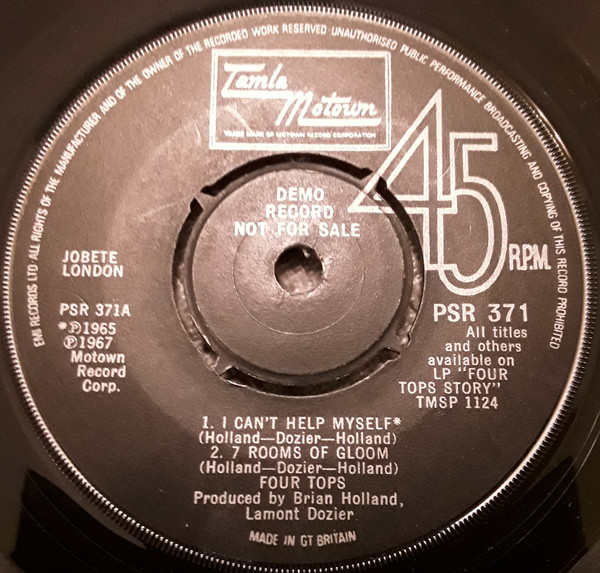 EMI RECORDS LTD ALL RIGHTS OF THE MANUFACTURER AND OF THE OWNER OF THE RECORDED WORK RESERVED UNAUTHORISED PUBLIC PERFORMANCE BROADCASTING AND COPYING OF THIS RECORD PROHIBITED
Tamla
Motown
TRADE MARK OF MOTOWN RECORD CORPORATION
45
R.P.M.
DEMO
RECORD
NOT FOR SALE
JOBETE
LONDON
PSR 371A
*℗1965
℗1967
Motown
Record
Corp.
PSR 371
All titles
and others
available on
LP "FOUR
TOPS STORY"
TMSP 1124
1. I CAN'T HELP MYSELF*
(Holland—Dozier—Holland)
2. 7 ROOMS OF GLOOM
(Holland—Dozier—Holland)
FOUR TOPS
Produced by Brian Holland,
Lamont Dozier
MADE IN GT BRITAIN